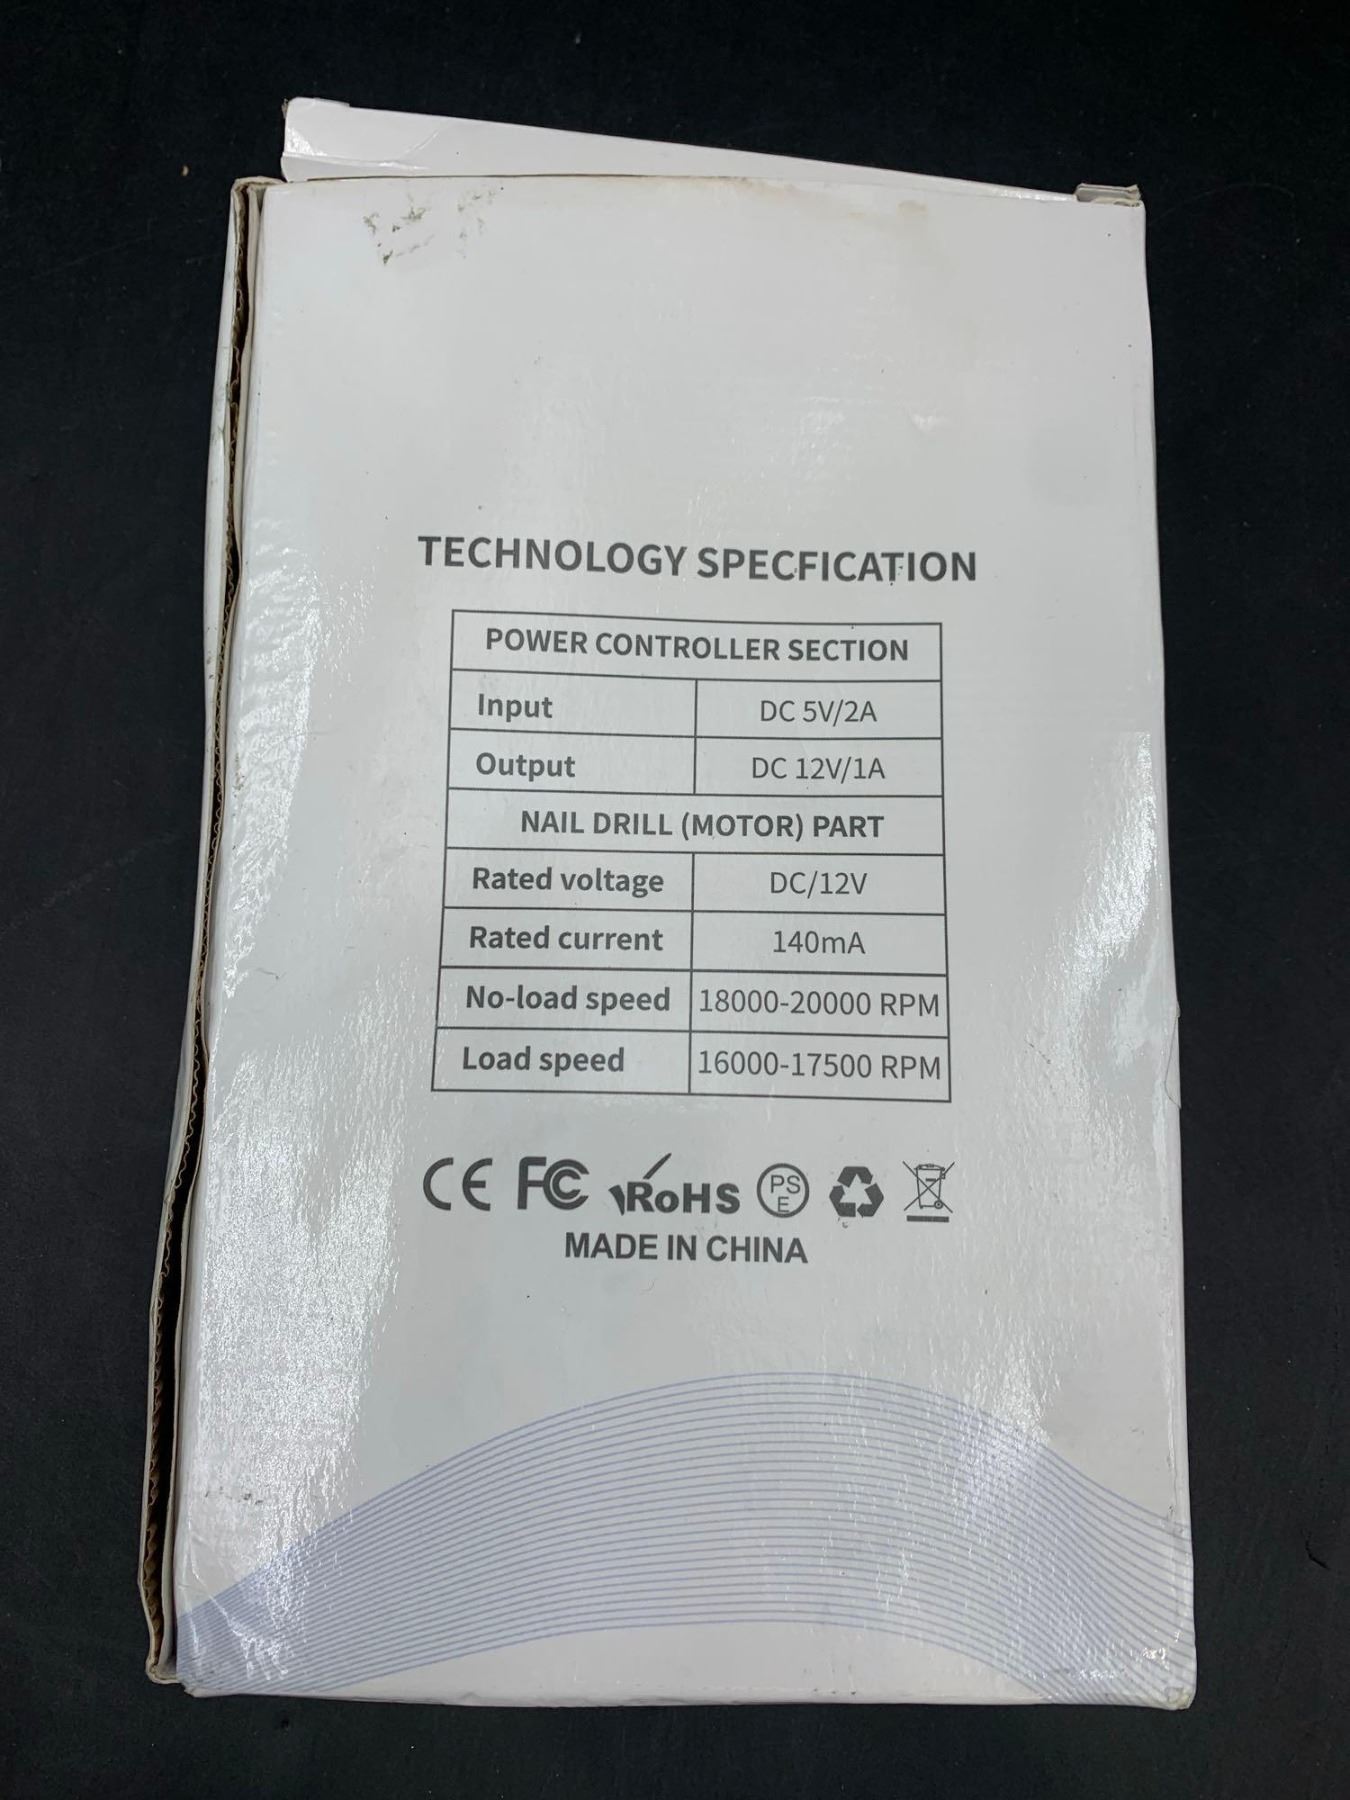 TECHNOLOGY SPECFICATION
POWER CONTROLLER SECTION
Input DC 5V/2A
Output DC 12V/1A
NAIL DRILL (MOTOR) PART
Rated voltage DC/12V
Rated current 140mA
No-load speed 18000-20000 RPM
Load speed 16000-17500 RPM
CE FC RoHS PSE
MADE IN CHINA